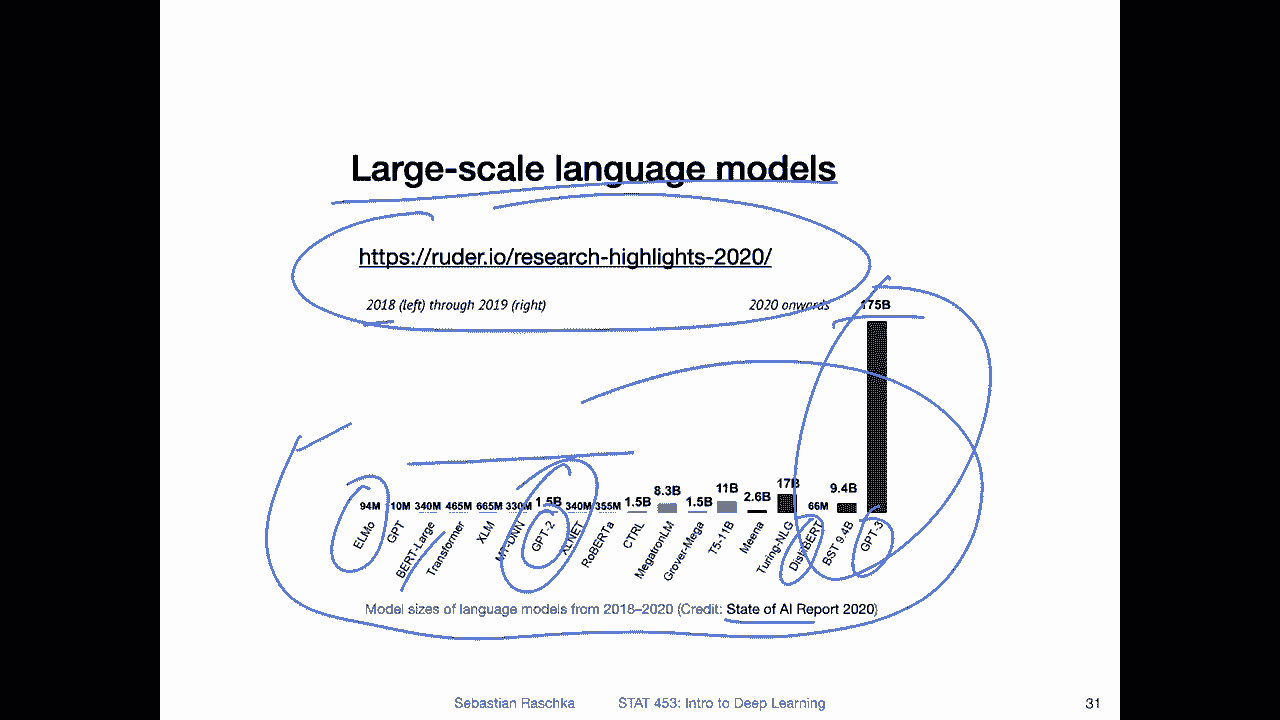 Large-scale language models
https://ruder.io/research-highlights-2020/
2018 (left) through 2019 (right) 2020 onwards 175B
94M 10M 340M 465M 665M 330M 1.5B 340M 355M 1.5B 8.3B 1.5B 11B 2.6B 17B 66M 9.4B
ELMo GPT BERT-Large Transformer XLM MT-DNN GPT-2 XLNET RoBERTa CTRL MegatronLM Grover-Mega T5-11B Meena Turing-NLG DistilBERT BST 9.4B GPT-3
Model sizes of language models from 2018–2020 (Credit: State of AI Report 2020)
Sebastian Raschka STAT 453: Intro to Deep Learning 31